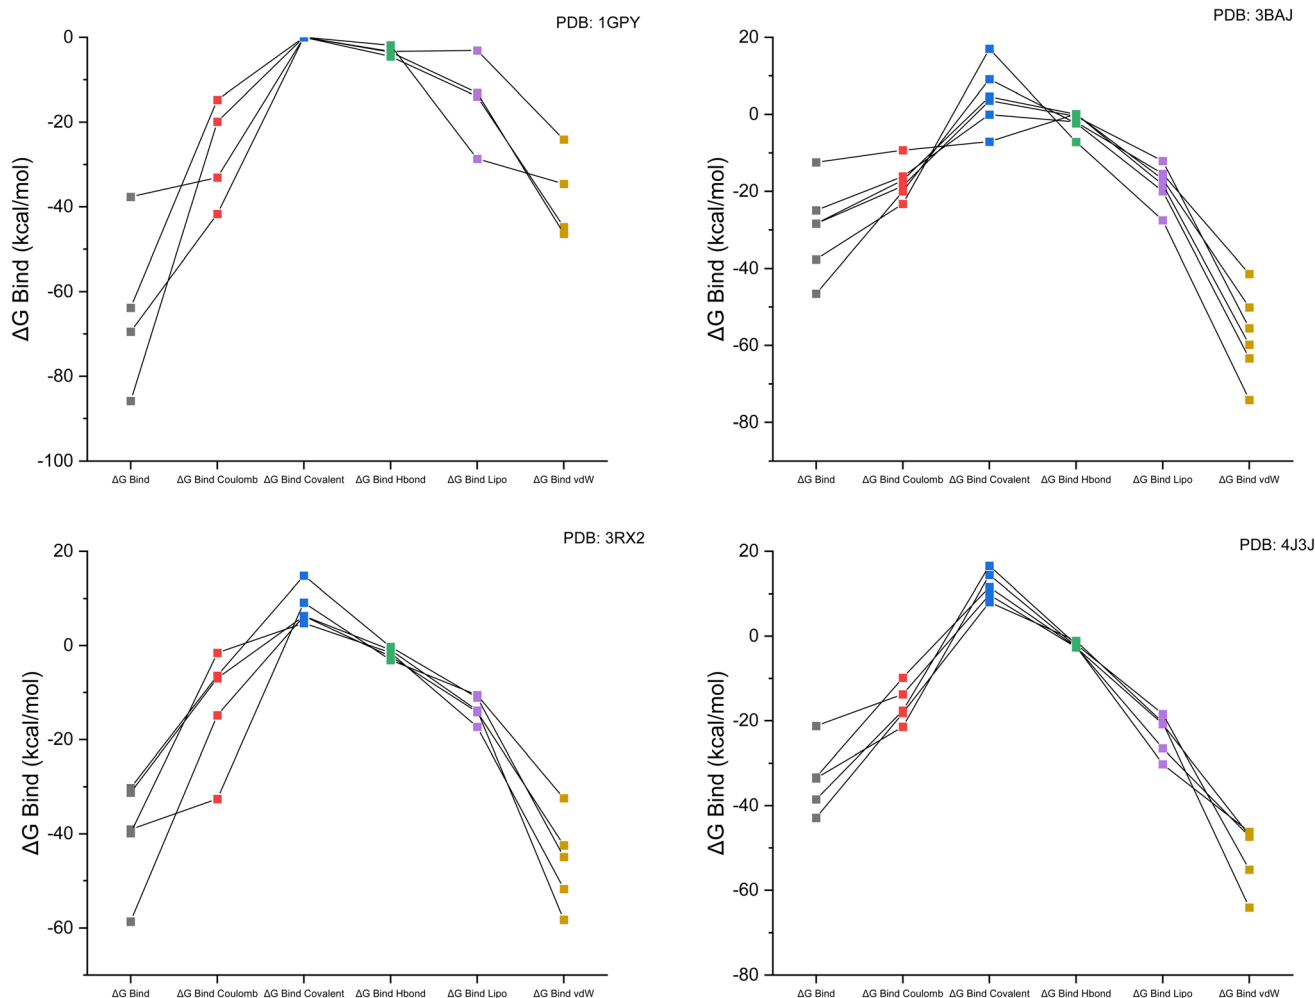 PDB: 1GPY
0
-20
-40
-60
-80
-100
ΔG Bind (kcal/mol)
ΔG Bind ΔG Bind Coulomb ΔG Bind Covalent ΔG Bind Hbond ΔG Bind Lipo ΔG Bind vdW
PDB: 3BAJ
20
0
-20
-40
-60
-80
ΔG Bind (kcal/mol)
ΔG Bind ΔG Bind Coulomb ΔG Bind Covalent ΔG Bind Hbond ΔG Bind Lipo ΔG Bind vdW
PDB: 3RX2
20
0
-20
-40
-60
ΔG Bind (kcal/mol)
ΔG Bind ΔG Bind Coulomb ΔG Bind Covalent ΔG Bind Hbond ΔG Bind Lipo ΔG Bind vdW
PDB: 4J3J
20
0
-20
-40
-60
-80
ΔG Bind (kcal/mol)
ΔG Bind ΔG Bind Coulomb ΔG Bind Covalent ΔG Bind Hbond ΔG Bind Lipo ΔG Bind vdW